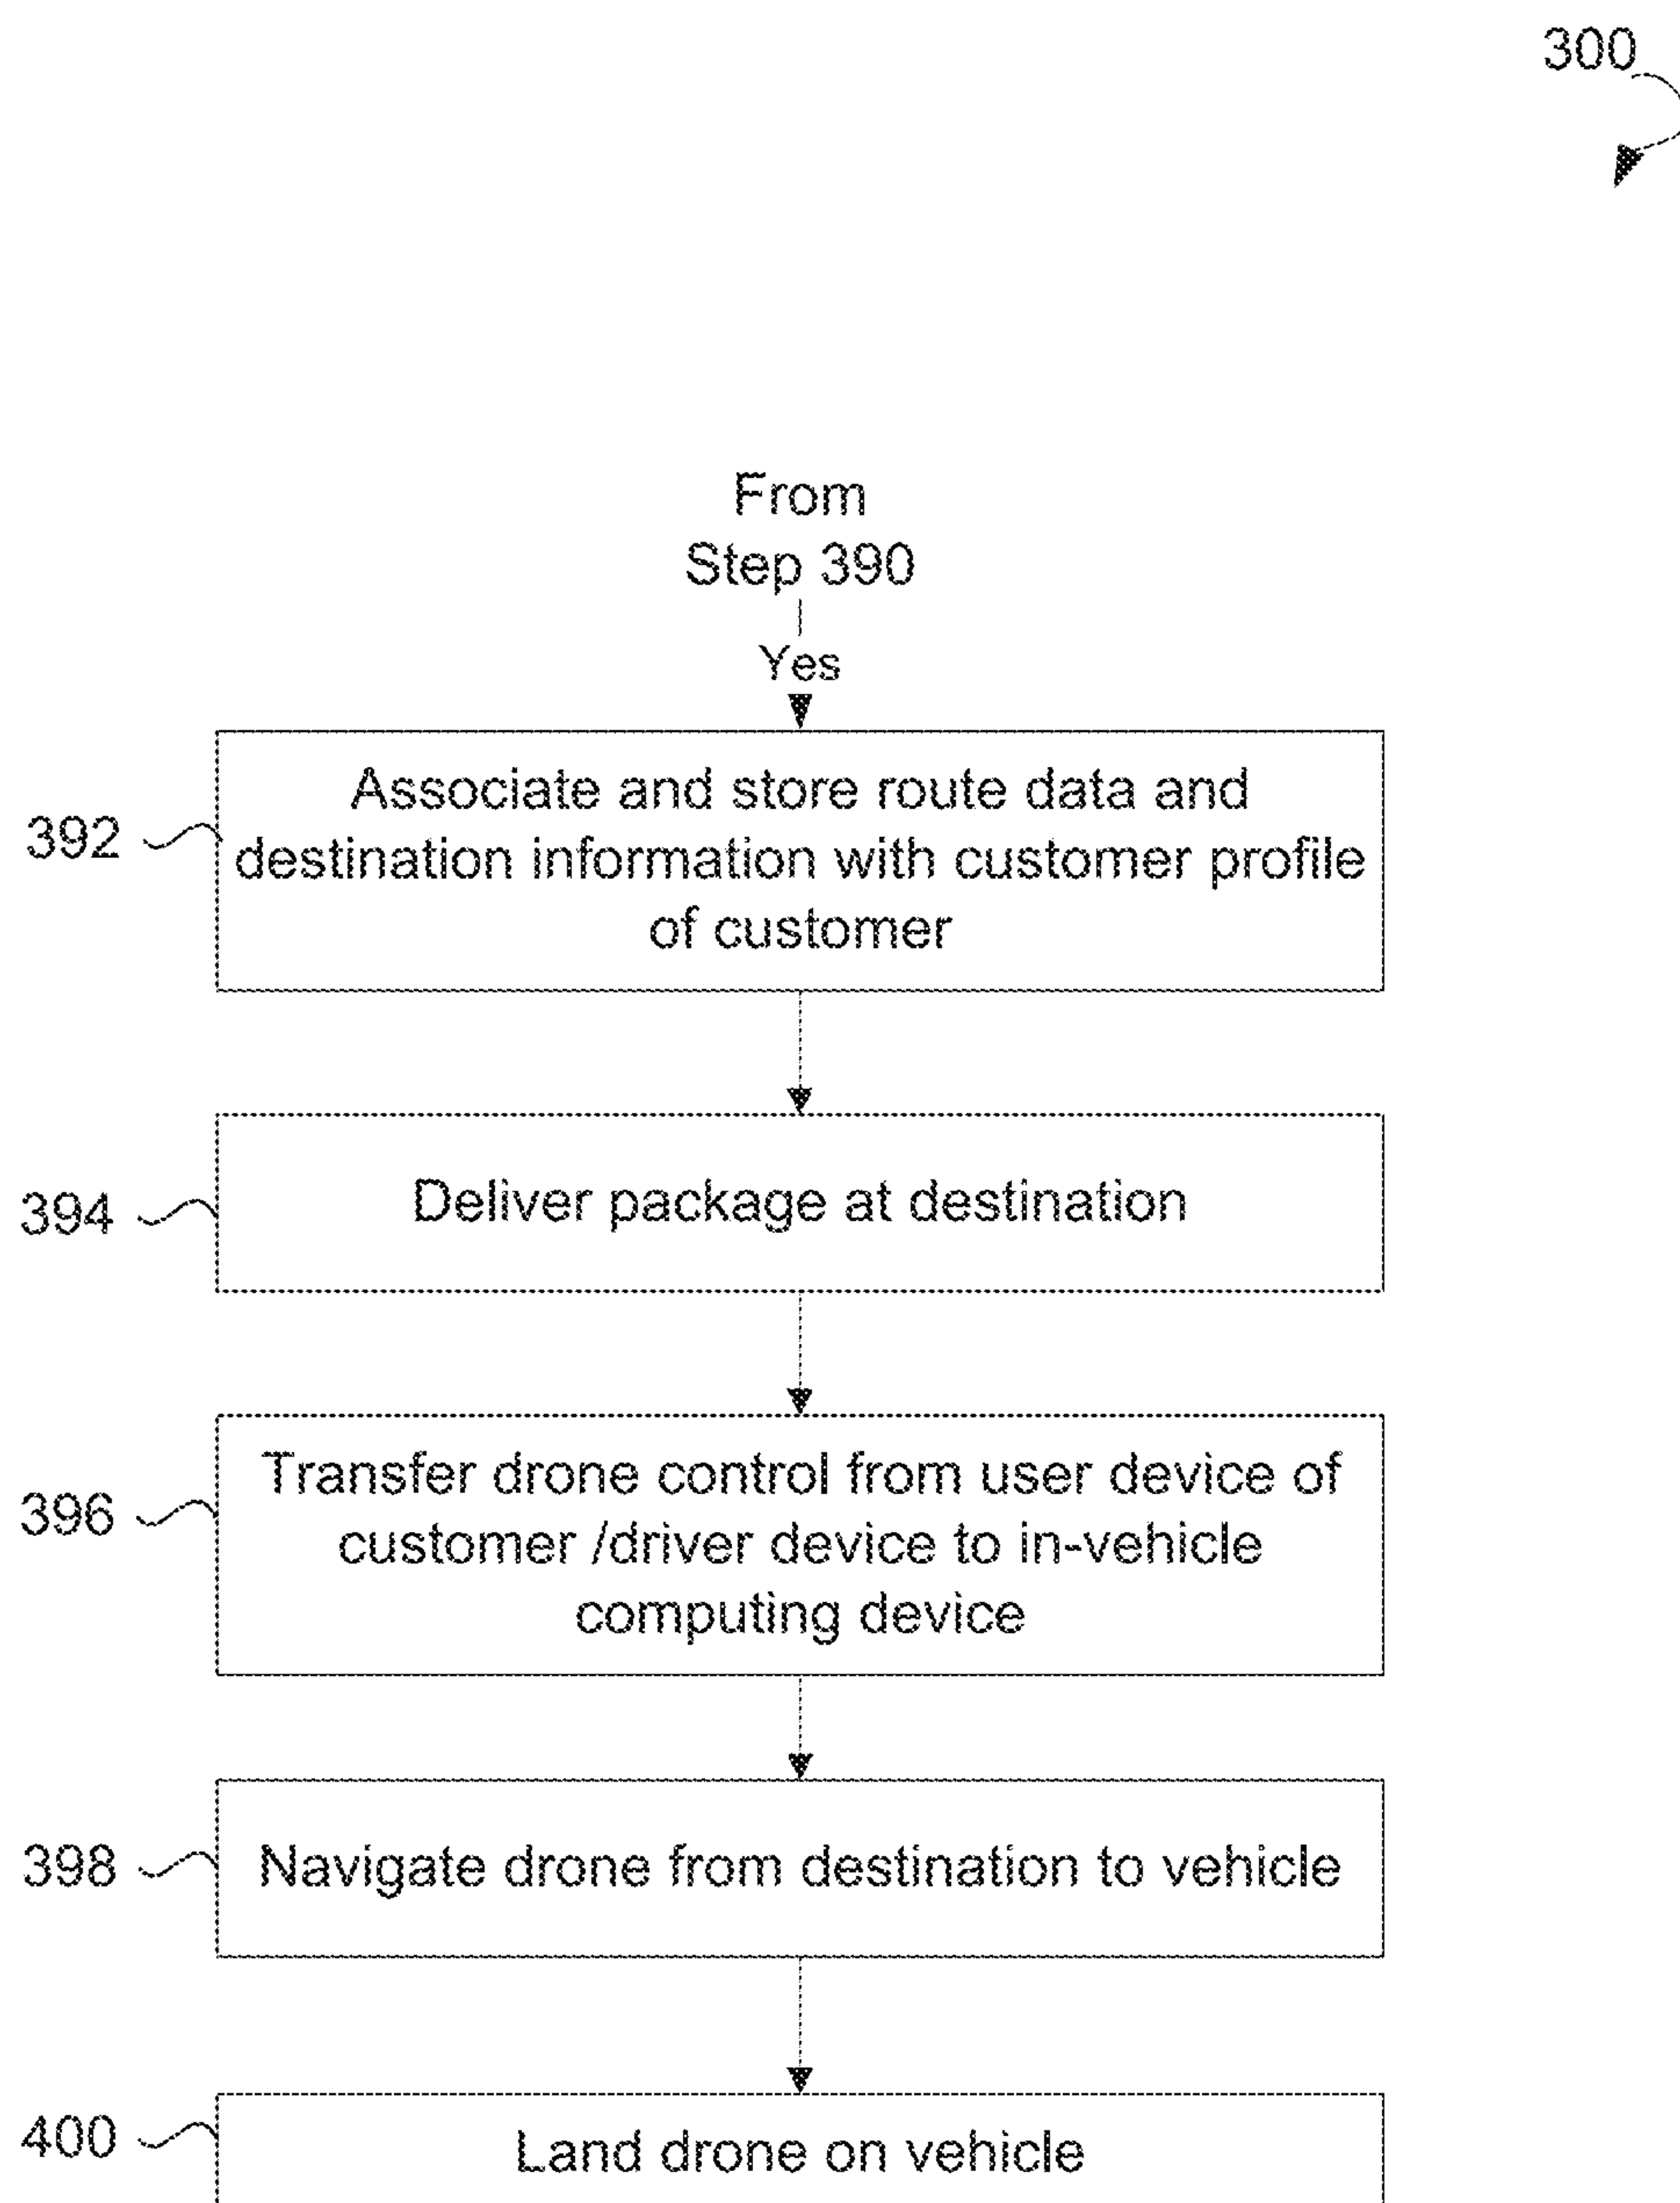 300
From
Step 390
Yes
392
Associate and store route data and
destination information with customer profile
of customer
394
Deliver package at destination
396
Transfer drone control from user device of
customer /driver device to in-vehicle
computing device
398
Navigate drone from destination to vehicle
400
Land drone on vehicle